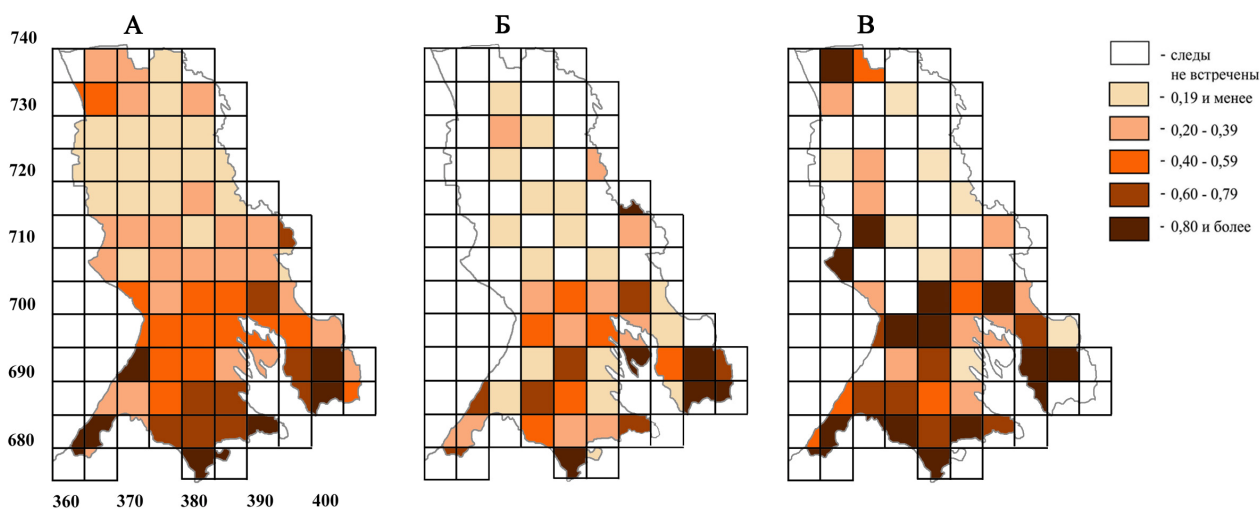 А Б В
740
730
720
710
700
690
680
360 370 380 390 400
- следы
не встречены
- 0,19 и менее
- 0,20 - 0,39
- 0,40 - 0,59
- 0,60 - 0,79
- 0,80 и более